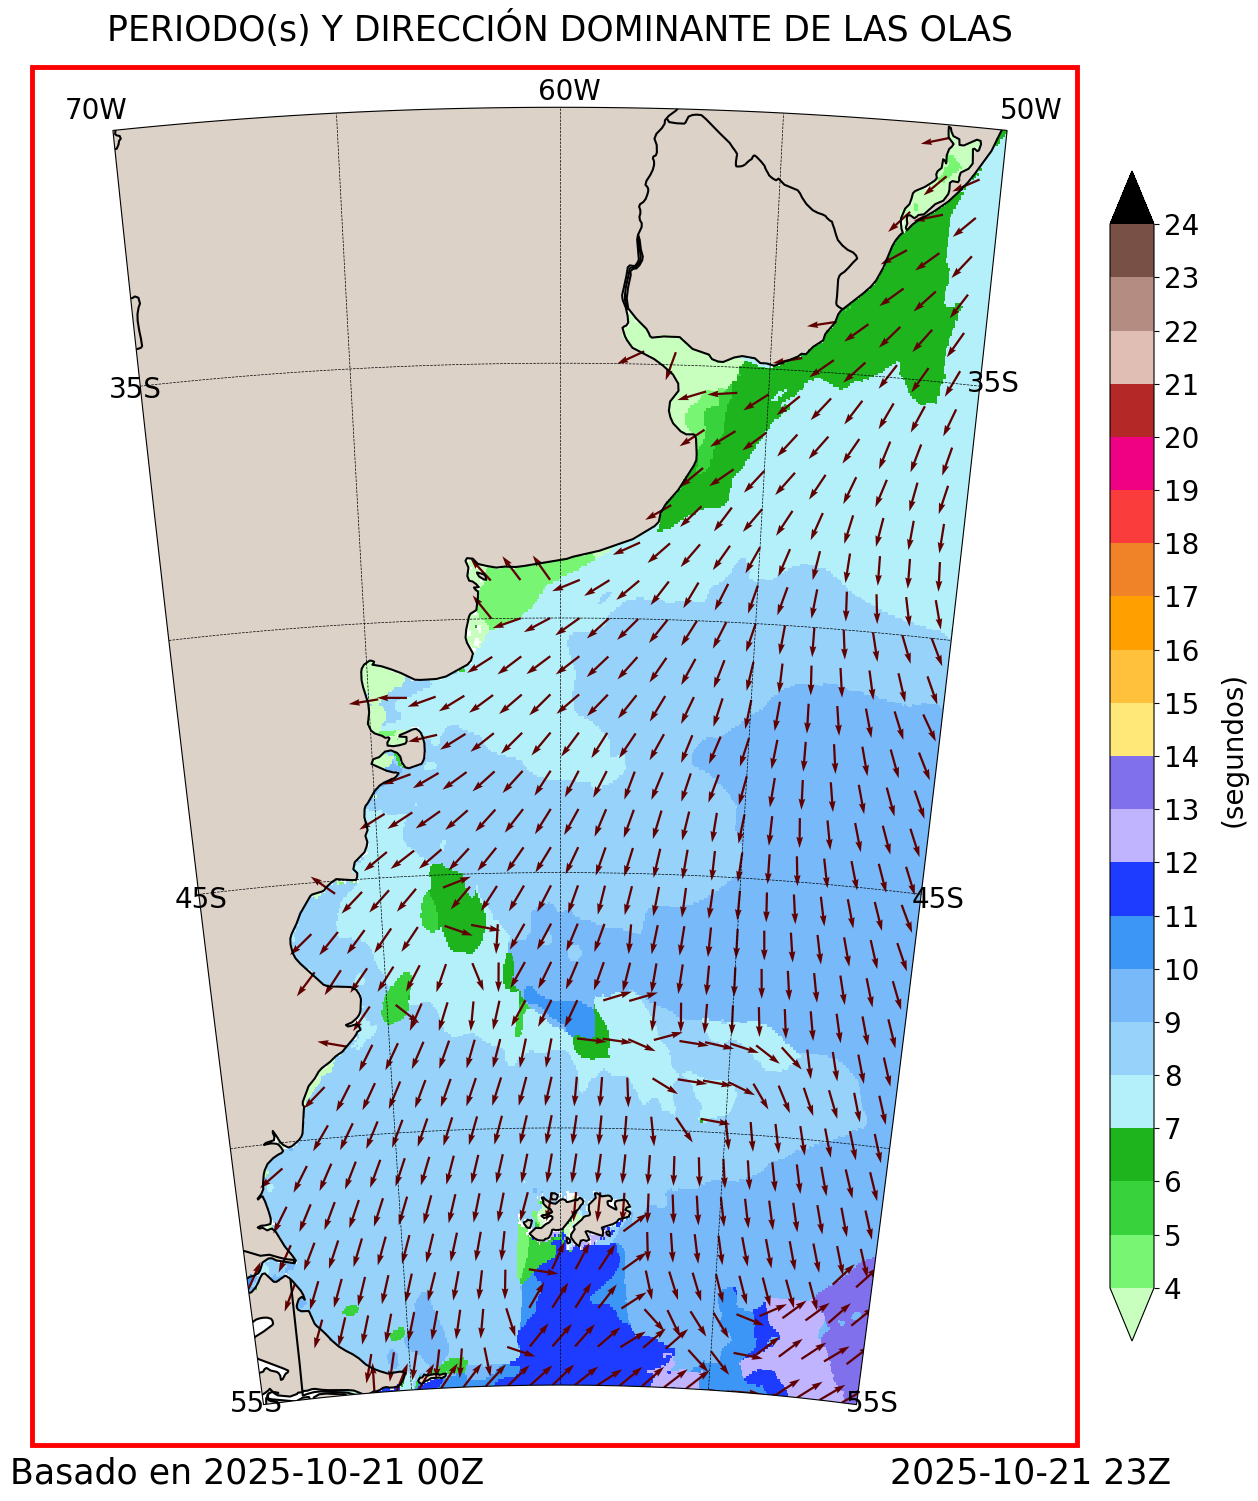 PERIODO(s) Y DIRECCIÓN DOMINANTE DE LAS OLAS
70W
60W
50W
35S
35S
45S
45S
55S
55S
24
23
22
21
20
19
18
17
16
15
14
13
12
11
10
9
8
7
6
5
4
(segundos)
Basado en 2025-10-21 00Z
2025-10-21 23Z